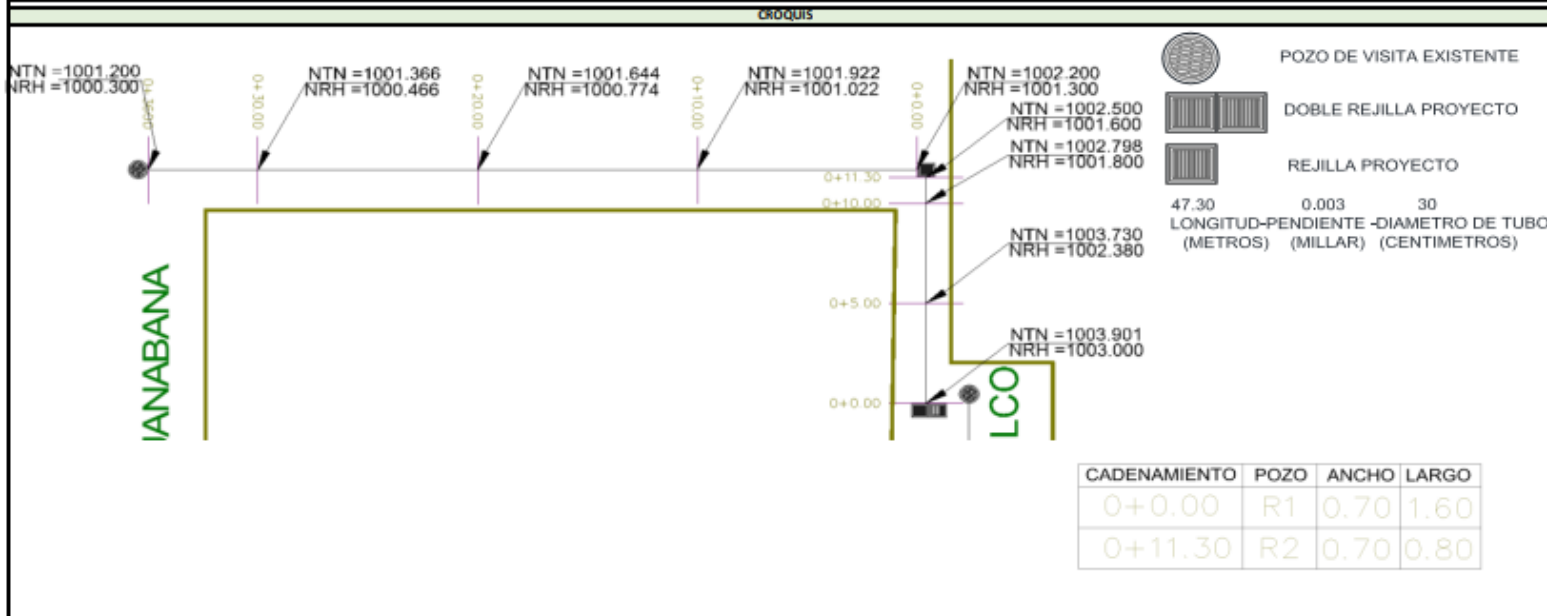 CROQUIS
NTN =1001.200
NRH =1000.300
0+30.00
NTN =1001.366
NRH =1000.466
0+20.00
NTN =1001.644
NRH =1000.774
0+10.00
NTN =1001.922
NRH =1001.022
0+0.00
NTN =1002.200
NRH =1001.300
NTN =1002.500
NRH =1001.600
NTN =1002.798
NRH =1001.800
0+11.30
0+10.00
NTN =1003.730
NRH =1002.380
0+5.00
NTN =1003.901
NRH =1003.000
0+0.00
IANABANA
LCO
POZO DE VISITA EXISTENTE
DOBLE REJILLA PROYECTO
REJILLA PROYECTO
47.30 0.003 30
LONGITUD-PENDIENTE -DIAMETRO DE TUBO
(METROS) (MILLAR) (CENTIMETROS)
CADENAMIENTO POZO ANCHO LARGO
0+0.00 R1 0.70 1.60
0+11.30 R2 0.70 0.80